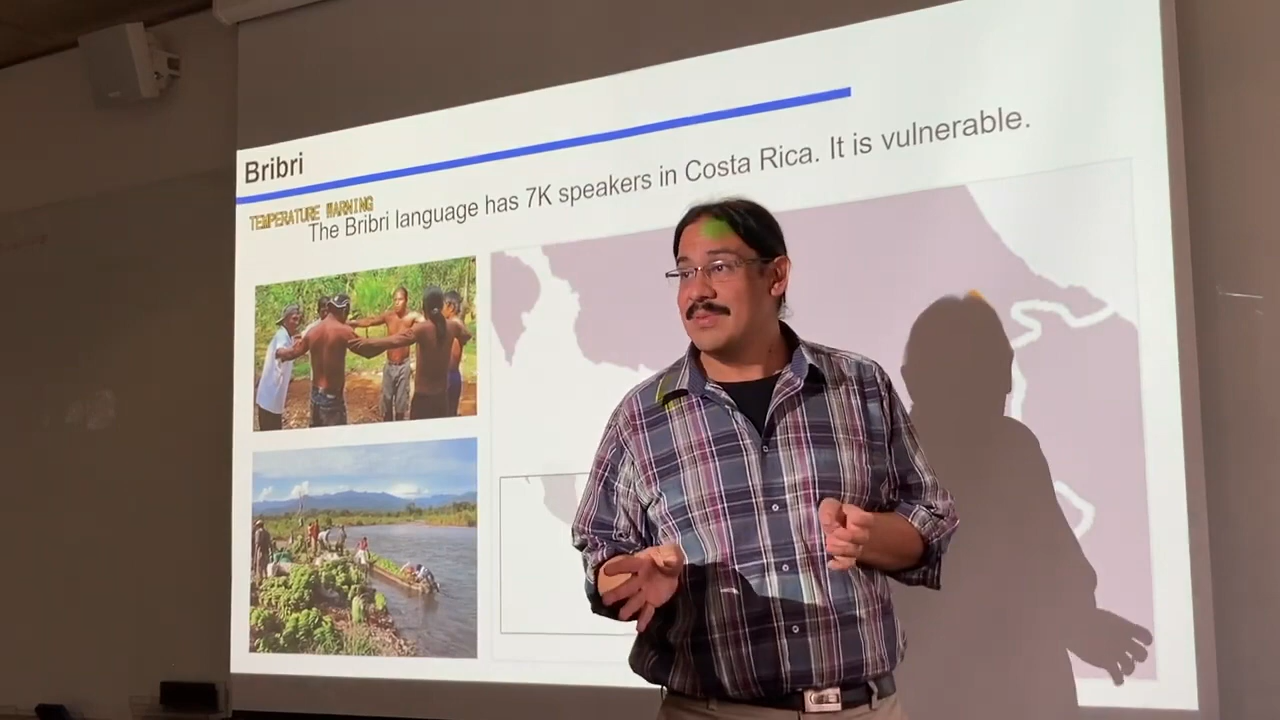 Bribri
TEMPERATURE WARNING
The Bribri language has 7K speakers in Costa Rica. It is vulnerable.